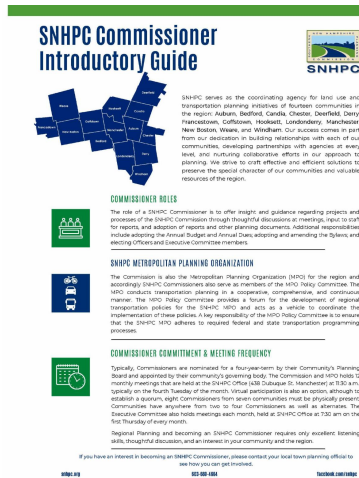 SNHPC Commissioner
Introductory Guide
SNHPC
SNHPC serves as the coordinating agency for land use and
transportation planning initiatives of fourteen communities in
the region: Auburn, Bedford, Candia, Chester, Deerfield, Derry,
Francestown, Goffstown, Hooksett, Londonderry, Manchester,
New Boston, Weare, and Windham. Our success comes in part
from our dedication in building relationships with each of our
communities, developing partnerships with agencies at every
level, and nurturing collaborative efforts in our approach to
planning. We strive to craft effective and efficient solutions to
preserve the special character of our communities and valuable
resources of the region.
Weare
Hooksett
Candia
Francestown
Goffstown
New Boston
Manchester
Auburn
Chester
Bedford
Derry
Londonderry
Windham
COMMISSIONER ROLES
The role of a SNHPC Commissioner is to offer insight and guidance regarding projects and
processes of the SNHPC Commission through thoughtful discussions at meetings, input to staff
for reports, and adoption of reports and other planning documents. Additional responsibilities
include adopting the Annual Budget and Annual Dues; adopting and amending the Bylaws; and
electing Officers and Executive Committee members.
SNHPC METROPOLITAN PLANNING ORGANIZATION
The Commission is also the Metropolitan Planning Organization (MPO) for the region and
accordingly SNHPC Commissioners also serve as members of the MPO Policy Committee. The
MPO conducts transportation planning in a cooperative, comprehensive, and continuous
manner. The MPO Policy Committee provides a forum for the development of regional
transportation policies for the SNHPC MPO and acts as a vehicle to coordinate the
implementation of these policies. A key responsibility of the MPO Policy Committee is to ensure
that the SNHPC MPO adheres to required federal and state transportation programming
processes.
COMMISSIONER COMMITTMENT & MEETING FREQUENCY
Typically, Commissioners are nominated for a four-year-term by their Community's Planning
Board and appointed by their community's governing body. The Commission and MPO holds 12
monthly meetings that are held at the SNHPC Office (438 Dubuque St, Manchester) at 11:30 a.m.
typically on the fourth Tuesday of the month. Virtual participation is also an option, although to
establish a quorum, eight Commissioners from seven communities must be physically present.
Communities have anywhere from two to four Commissioners as well as alternates. The
Executive Committee also holds meetings each month, held at SNHPC Office at 7:30 am on the
first Thursday of every month.
Regional Planning and becoming an SNHPC Commissioner requires only excellent listening
skills, thoughtful discussion, and an interest in your community and the region.
If you have an interest in becoming an SNHPC Commissioner, please contact your local town planning official to
see how you can get involved.
snhpc.org
603-669-4664
facebook.com/snhpc